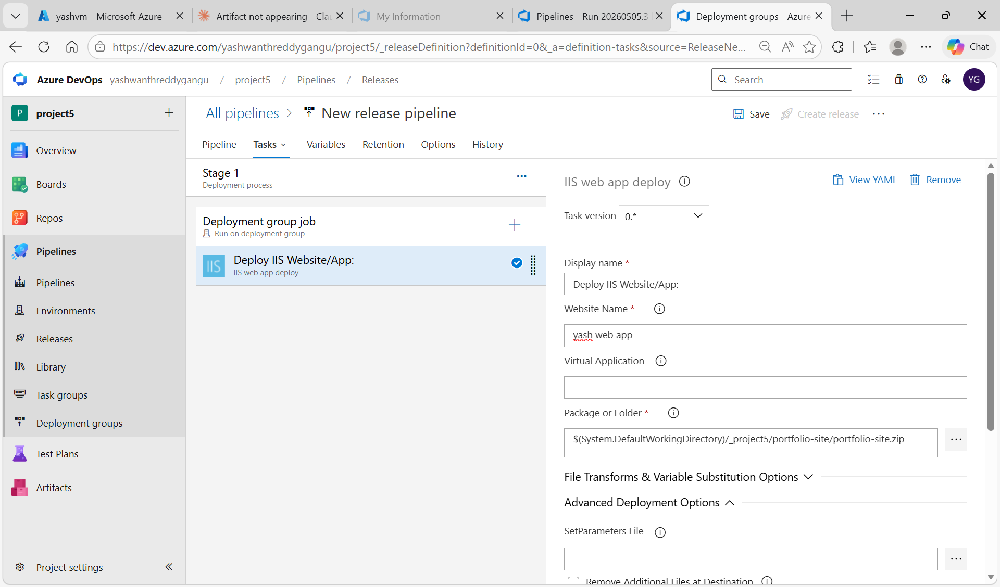 yashvm - Microsoft Azure
Artifact not appearing - Clau
My Information
Pipelines - Run 20260505.3
Deployment groups - Azure
https://dev.azure.com/yashwanthreddygangu/project5/_releaseDefinition?definitionId=0&_a=definition-tasks&source=ReleaseNe...
Chat
Azure DevOps yashwanthreddygangu / project5 / Pipelines / Releases
Search
YG
P project5
All pipelines > New release pipeline
Save
Create release
Pipeline
Tasks
Variables
Retention
Options
History
Overview
Boards
Repos
Pipelines
Pipelines
Environments
Releases
Library
Task groups
Deployment groups
Test Plans
Artifacts
Project settings
Stage 1
Deployment process
Deployment group job
Run on deployment group
IIS
Deploy IIS Website/App:
IIS web app deploy
IIS web app deploy
View YAML
Remove
Task version 0.*
Display name *
Deploy IIS Website/App:
Website Name *
yash web app
Virtual Application
Package or Folder *
$(System.DefaultWorkingDirectory)/_project5/portfolio-site/portfolio-site.zip
File Transforms & Variable Substitution Options
Advanced Deployment Options
SetParameters File
Remove Additional Files at Destination